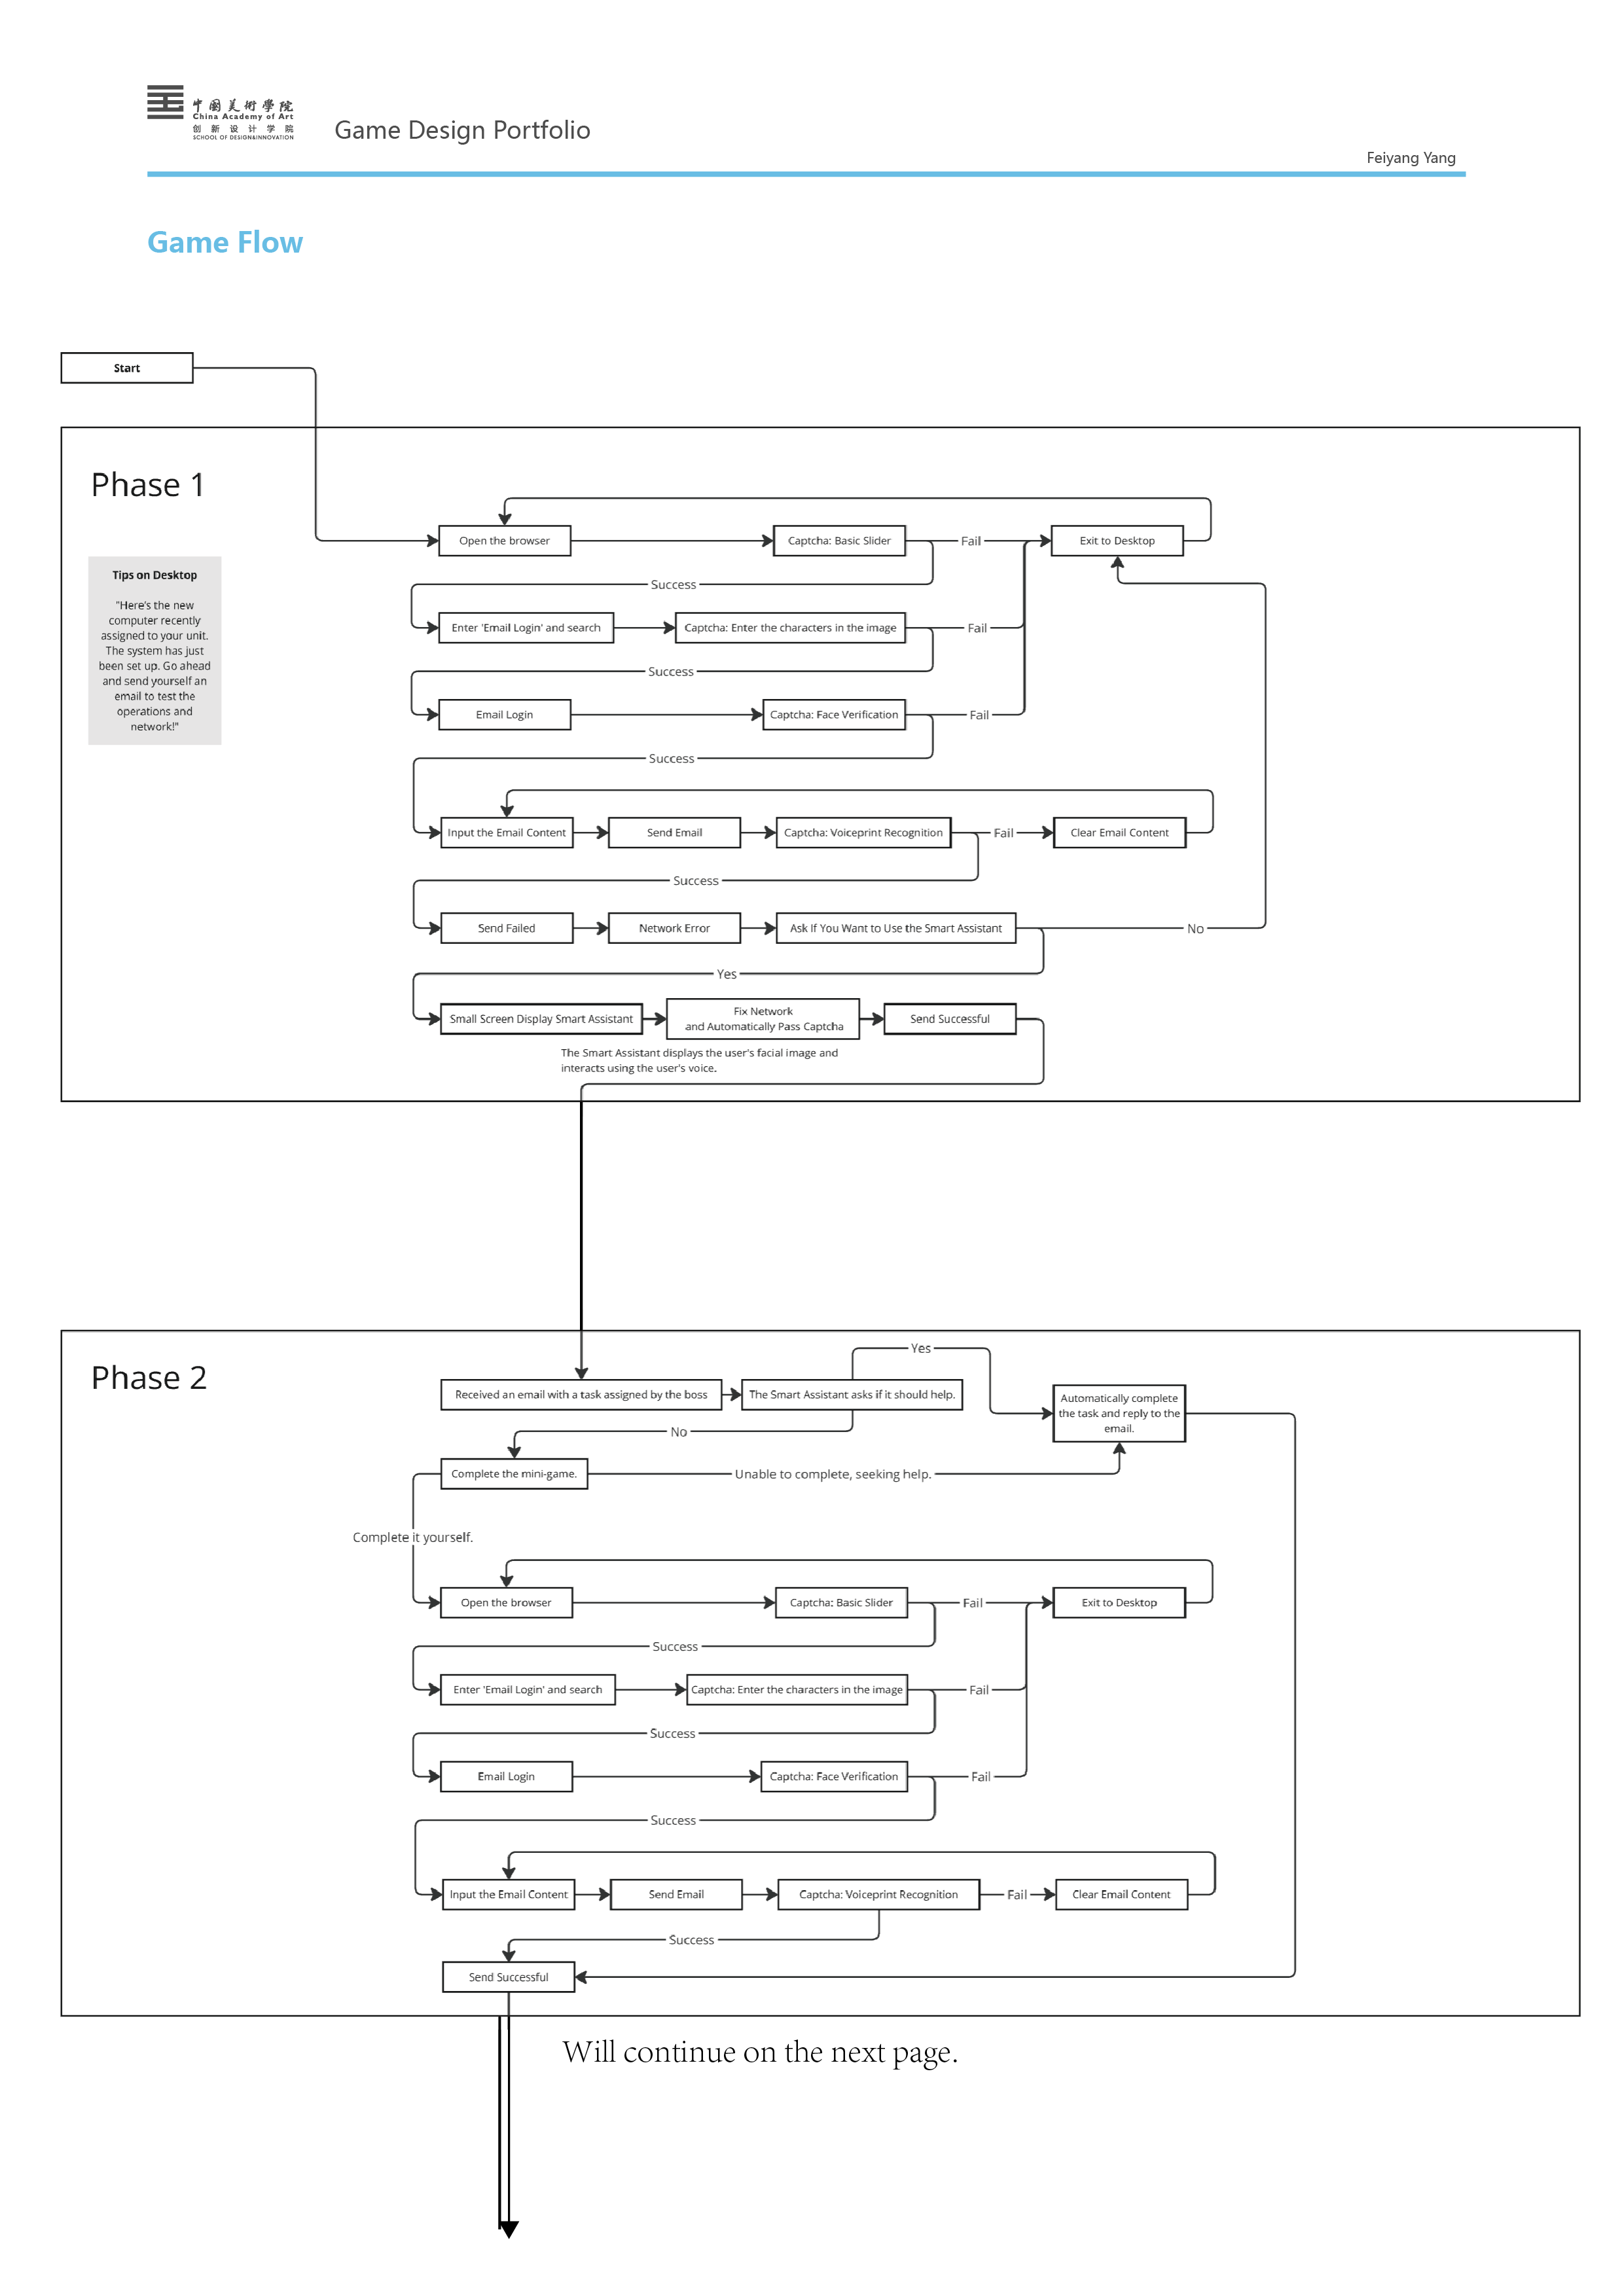 中國美術學院
China Academy of Art
创新设计学院
SCHOOL OF DESIGN&INNOVATION
Game Design Portfolio
Feiyang Yang
Game Flow
Start
Phase 1
Tips on Desktop
"Here's the new
computer recently
assigned to your unit.
The system has just
been set up. Go ahead
and send yourself an
email to test the
operations and
network!"
Open the browser
Captcha: Basic Slider
Fail
Exit to Desktop
Success
Enter 'Email Login' and search
Captcha: Enter the characters in the image
Fail
Success
Email Login
Captcha: Face Verification
Fail
Success
Input the Email Content
Send Email
Captcha: Voiceprint Recognition
Fail
Clear Email Content
Success
Send Failed
Network Error
Ask If You Want to Use the Smart Assistant
No
Yes
Small Screen Display Smart Assistant
Fix Network
and Automatically Pass Captcha
Send Successful
The Smart Assistant displays the user's facial image and
interacts using the user's voice.
Phase 2
Yes
Received an email with a task assigned by the boss
The Smart Assistant asks if it should help.
Automatically complete
the task and reply to the
email.
No
Complete the mini-game.
Unable to complete, seeking help.
Complete it yourself.
Open the browser
Captcha: Basic Slider
Fail
Exit to Desktop
Success
Enter 'Email Login' and search
Captcha: Enter the characters in the image
Fail
Success
Email Login
Captcha: Face Verification
Fail
Success
Input the Email Content
Send Email
Captcha: Voiceprint Recognition
Fail
Clear Email Content
Success
Send Successful
Will continue on the next page.